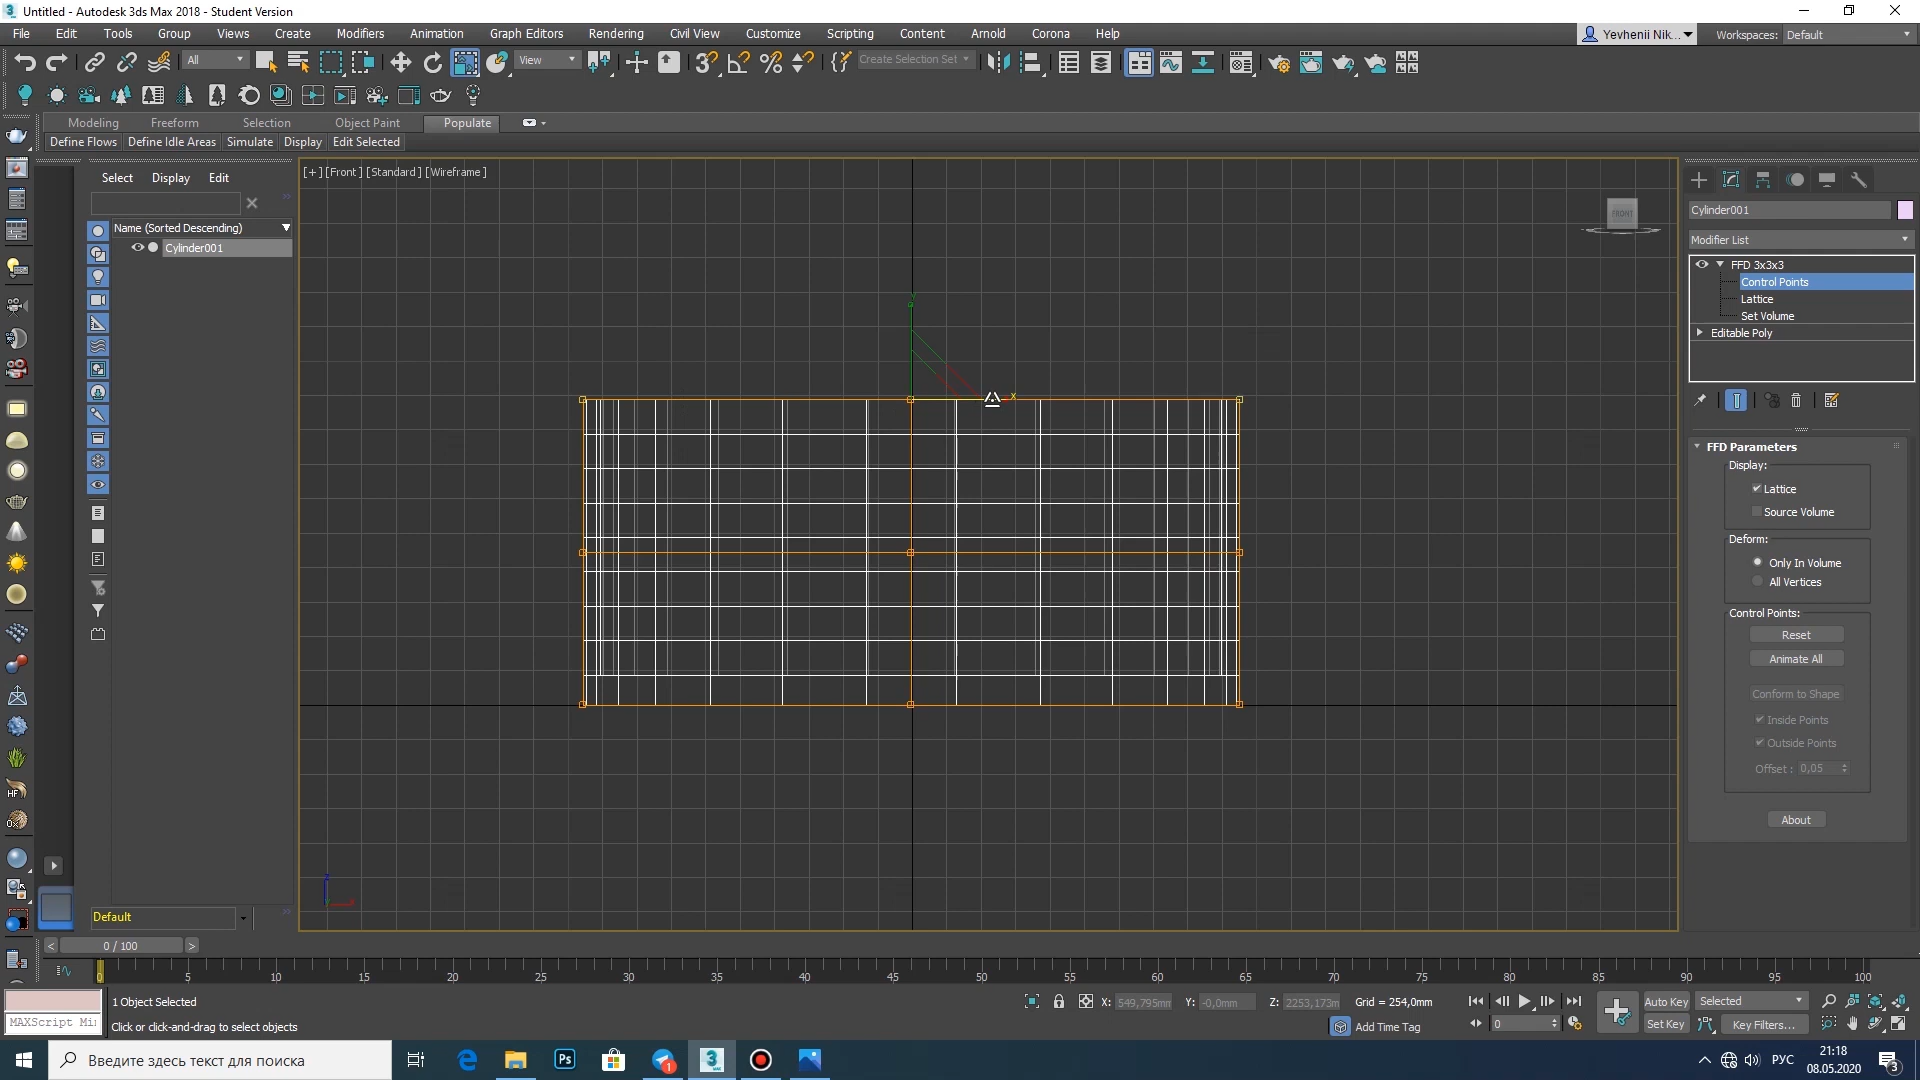 Untitled - Autodesk 3ds Max 2018 - Student Version
File Edit Tools Group Views Create Modifiers Animation Graph Editors Rendering Civil View Customize Scripting Content Arnold Corona Help
Yevhenii Nik... Workspaces: Default
All View Create Selection Set
Modeling Freeform Selection Object Paint Populate
Define Flows Define Idle Areas Simulate Display Edit Selected
Select Display Edit
Name (Sorted Descending)
Cylinder001
[+] [Front] [Standard] [Wireframe]
FRONT
y
x
z
Cylinder001
Modifier List
FFD 3x3x3
Control Points
Lattice
Set Volume
Editable Poly
FFD Parameters
Display:
Lattice
Source Volume
Deform:
Only In Volume
All Vertices
Control Points:
Reset
Animate All
Conform to Shape
Inside Points
Outside Points
Offset : 0,05
About
Default
< 0 / 100 >
0 5 10 15 20 25 30 35 40 45 50 55 60 65 70 75 80 85 90 95 100
1 Object Selected
X: 549,795mm Y: -0,0mm Z: 2253,173m Grid = 254,0mm
Auto Key Selected
MAXScript Mi
Click or click-and-drag to select objects
Add Time Tag
0
Set Key Key Filters...
Введите здесь текст для поиска
Ps
1
3
MAX
РУС
21:18
08.05.2020
3